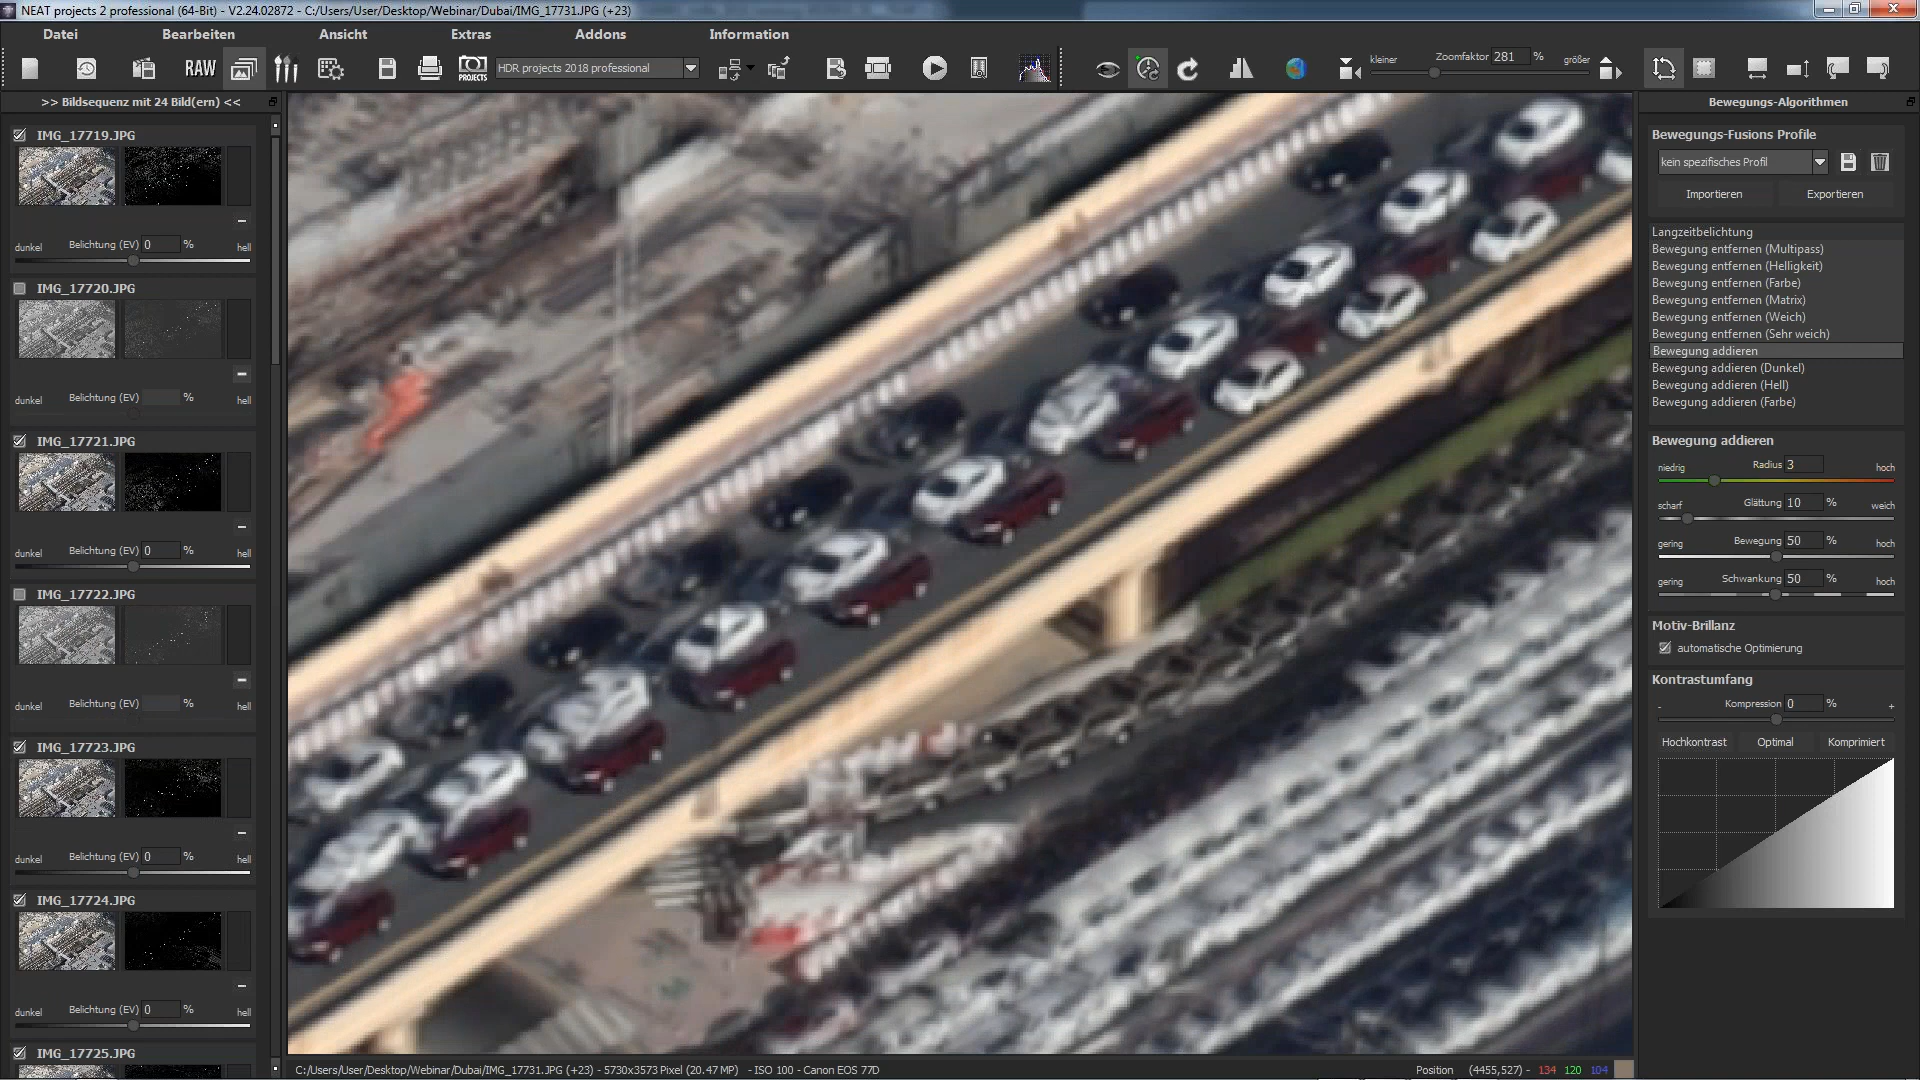 NEAT projects 2 professional (64-Bit) - V2.24.02872 - C:/Users/User/Desktop/Webinar/Dubai/IMG_17731.JPG (+23)
Datei Bearbeiten Ansicht Extras Addons Information
RAW PROJECTS HDR projects 2018 professional kleiner Zoomfaktor 281 % größer
>> Bildsequenz mit 24 Bild(ern) <<
IMG_17719.JPG
dunkel Belichtung (EV) 0 % hell
IMG_17720.JPG
dunkel Belichtung (EV) % hell
IMG_17721.JPG
dunkel Belichtung (EV) 0 % hell
IMG_17722.JPG
dunkel Belichtung (EV) % hell
IMG_17723.JPG
dunkel Belichtung (EV) 0 % hell
IMG_17724.JPG
dunkel Belichtung (EV) 0 % hell
IMG_17725.JPG
Bewegungs-Algorithmen
Bewegungs-Fusions Profile
kein spezifisches Profil
Importieren Exportieren
Langzeitbelichtung
Bewegung entfernen (Multipass)
Bewegung entfernen (Helligkeit)
Bewegung entfernen (Farbe)
Bewegung entfernen (Matrix)
Bewegung entfernen (Weich)
Bewegung entfernen (Sehr weich)
Bewegung addieren
Bewegung addieren (Dunkel)
Bewegung addieren (Hell)
Bewegung addieren (Farbe)
Bewegung addieren
niedrig Radius 3 hoch
scharf Glättung 10 % weich
gering Bewegung 50 % hoch
gering Schwankung 50 % hoch
Motiv-Brillanz
automatische Optimierung
Kontrastumfang
- Kompression 0 % +
Hochkontrast Optimal Komprimiert
C:/Users/User/Desktop/Webinar/Dubai/IMG_17731.JPG (+23) - 5730x3573 Pixel (20.47 MP) - ISO 100 - Canon EOS 77D
Position (4455,527) - 134 120 104